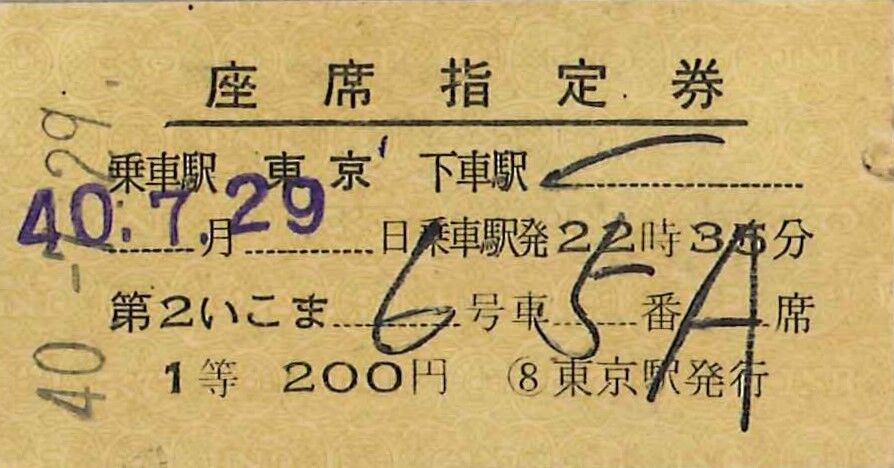 座席指定券
乗車駅 東京 下車駅
40.7.29
月 日乗車駅発22時35分
第2いこま 6号車 5番A席
1等 200円 ⑧東京駅発行
40.-7.29.